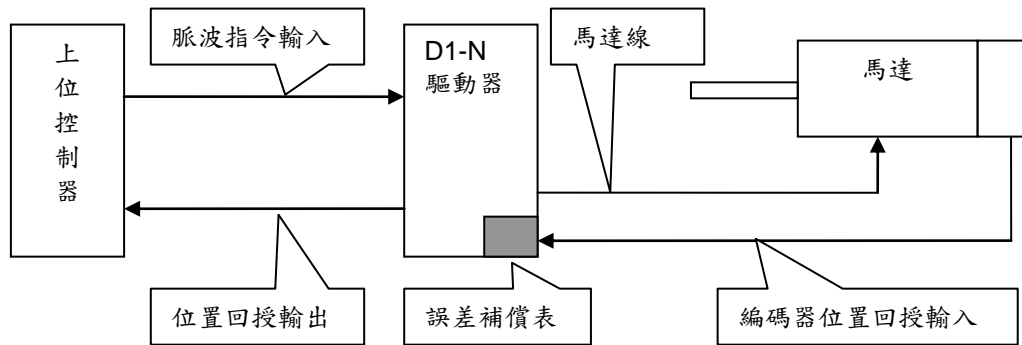 上位控制器
脈波指令輸入
D1-N
驅動器
馬達線
馬達
位置回授輸出
誤差補償表
編碼器位置回授輸入